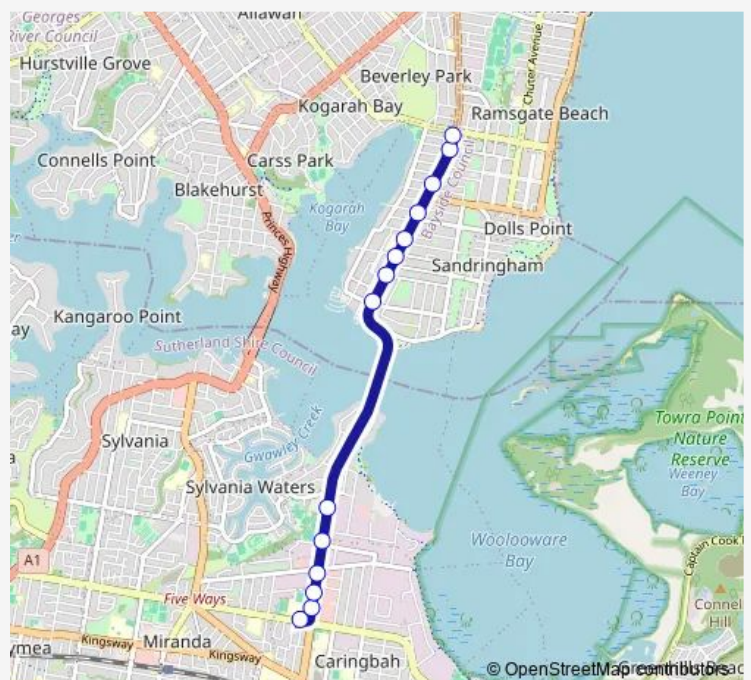 Allawah
Georges
River Council
Hurstville Grove
Beverley Park
Chuter Avenue
Kogarah Bay
Ramsgate Beach
Connells Point
Carss Park
Blakehurst
Bayside Council
Kogarah
Bay
Dolls Point
Princes Highway
Sandringham
Kangaroo Point
ay
Sutherland Shire Council
Towra Point
Nature
Reserve
Sylvania
Gwawley Creek
Weeney
Bay
Sylvania Waters
Woolooware
Bay
Captain Cook
A1
Five Ways
Connel
Hill
Kingsway
Miranda
ymea
Kingsway
Caringbah
© OpenStreetMap contributors